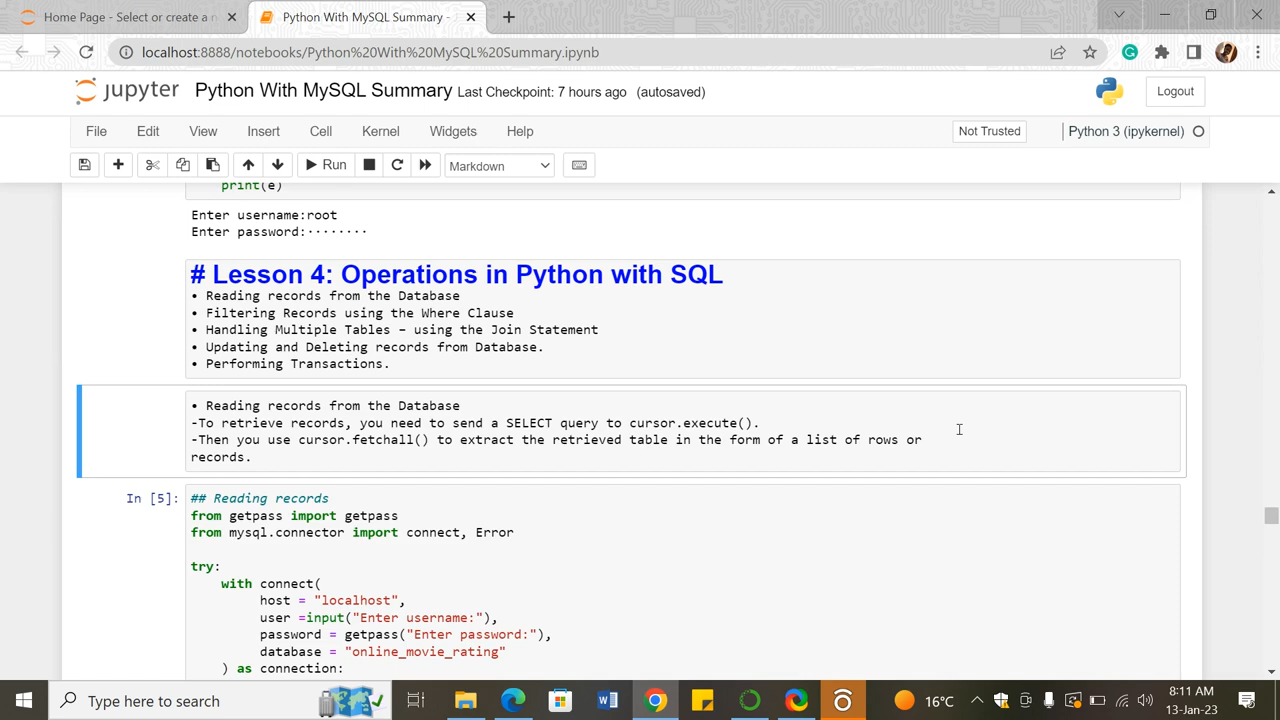 Home Page - Select or create a n
Python With MySQL Summary - J
localhost:8888/notebooks/Python%20With%20MySQL%20Summary.ipynb
jupyter Python With MySQL Summary Last Checkpoint: 7 hours ago (autosaved)
Logout
File Edit View Insert Cell Kernel Widgets Help
Not Trusted
Python 3 (ipykernel)
Run
Markdown
print(e)
Enter username:root
Enter password:········
# Lesson 4: Operations in Python with SQL
• Reading records from the Database
• Filtering Records using the Where Clause
• Handling Multiple Tables – using the Join Statement
• Updating and Deleting records from Database.
• Performing Transactions.
• Reading records from the Database
-To retrieve records, you need to send a SELECT query to cursor.execute().
-Then you use cursor.fetchall() to extract the retrieved table in the form of a list of rows or
records.
In [5]:
## Reading records
from getpass import getpass
from mysql.connector import connect, Error
try:
with connect(
host = "localhost",
user =input("Enter username:"),
password = getpass("Enter password:"),
database = "online_movie_rating"
) as connection:
Type here to search
16°C
8:11 AM
13-Jan-23